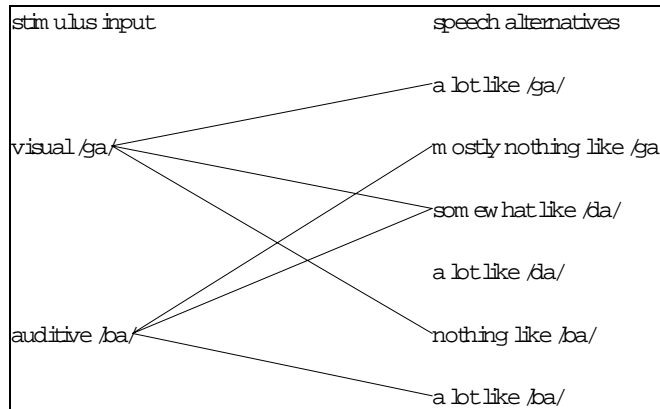 stimulus input speech alternatives
a lot like /ga/
visual /ga/ mostly nothing like /ga
somewhat like /da/
a lot like /da/
auditive /ba/ nothing like /ba/
a lot like /ba/